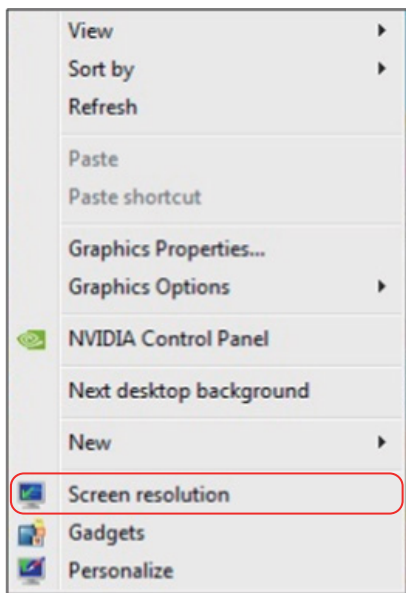 View
Sort by
Refresh
Paste
Paste shortcut
Graphics Properties...
Graphics Options
NVIDIA Control Panel
Next desktop background
New
Screen resolution
Gadgets
Personalize